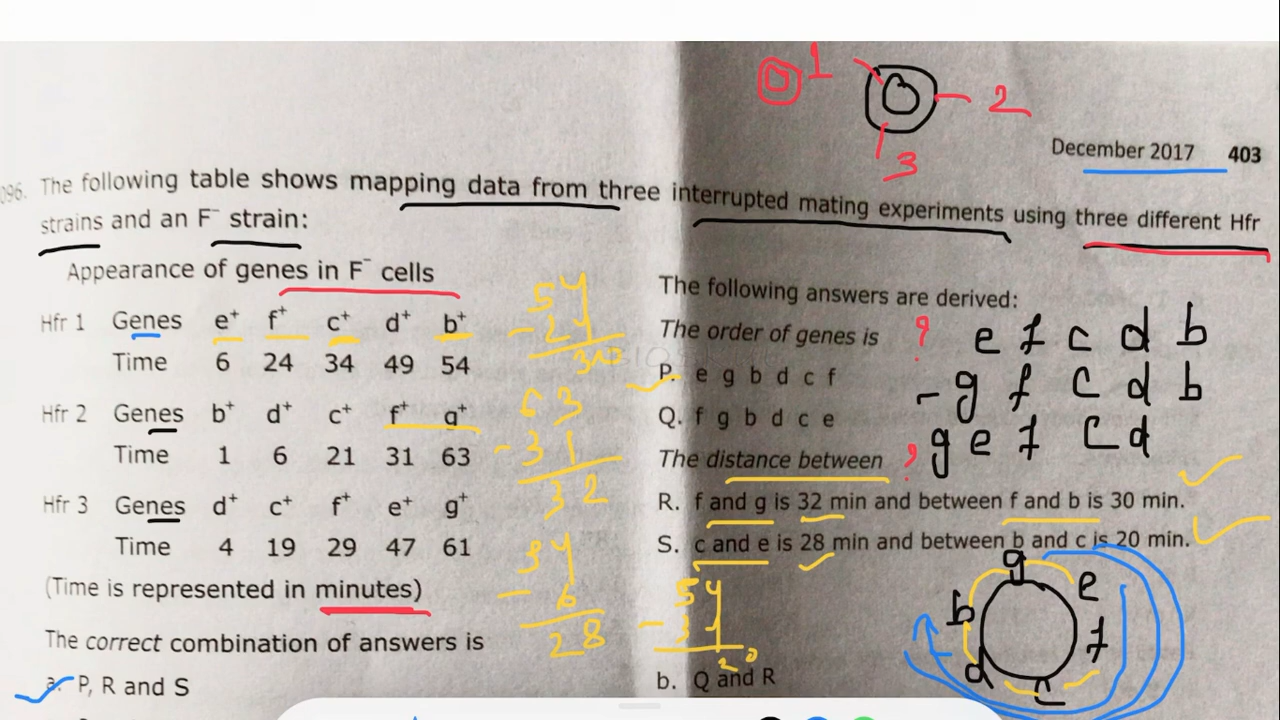 1
2
3
December 2017 403
096. The following table shows mapping data from three interrupted mating experiments using three different Hfr
strains and an F⁻ strain:
Appearance of genes in F⁻ cells
Hfr 1 Genes e⁺ f⁺ c⁺ d⁺ b⁺
Time 6 24 34 49 54
Hfr 2 Genes b⁺ d⁺ c⁺ f⁺ g⁺
Time 1 6 21 31 63
Hfr 3 Genes d⁺ c⁺ f⁺ e⁺ g⁺
Time 4 19 29 47 61
(Time is represented in minutes)
The correct combination of answers is
a. P, R and S
54
- 24
30
63
- 31
32
34
- 6
28
The following answers are derived:
The order of genes is ?
P. e g b d c f
Q. f g b d c e
The distance between ?
R. f and g is 32 min and between f and b is 30 min.
S. c and e is 28 min and between b and c is 20 min.
b. Q and R
e f c d b
- g f c d b
g e f c d
54
20
g
b e
f
d
c